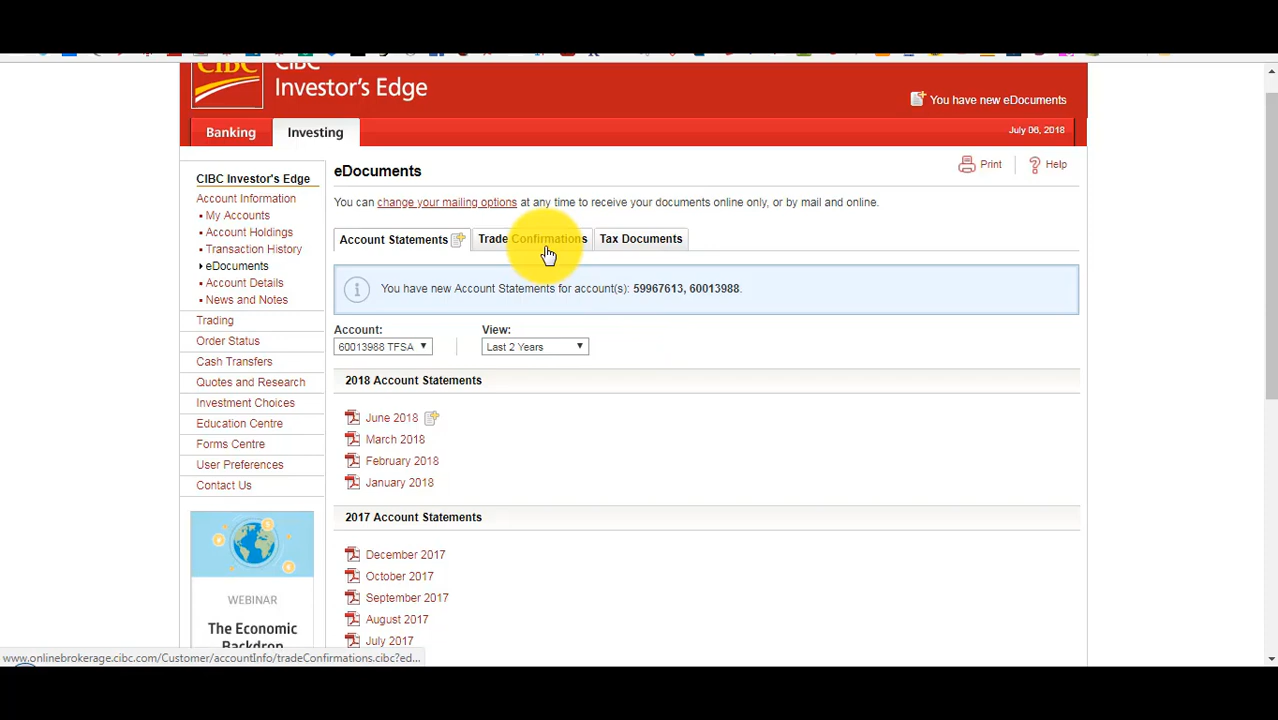 CIBC
CIBC
Investor's Edge
You have new eDocuments
Banking
Investing
July 06, 2018
CIBC Investor's Edge
Account Information
My Accounts
Account Holdings
Transaction History
eDocuments
Account Details
News and Notes
Trading
Order Status
Cash Transfers
Quotes and Research
Investment Choices
Education Centre
Forms Centre
User Preferences
Contact Us
WEBINAR
The Economic
Backdrop
eDocuments
Print
Help
You can change your mailing options at any time to receive your documents online only, or by mail and online.
Account Statements
Trade Confirmations
Tax Documents
You have new Account Statements for account(s): 59967613, 60013988.
Account:
View:
60013988 TFSA
Last 2 Years
2018 Account Statements
June 2018
March 2018
February 2018
January 2018
2017 Account Statements
December 2017
October 2017
September 2017
August 2017
July 2017
www.onlinebrokerage.cibc.com/Customer/accountInfo/tradeConfirmations.cibc?ed...